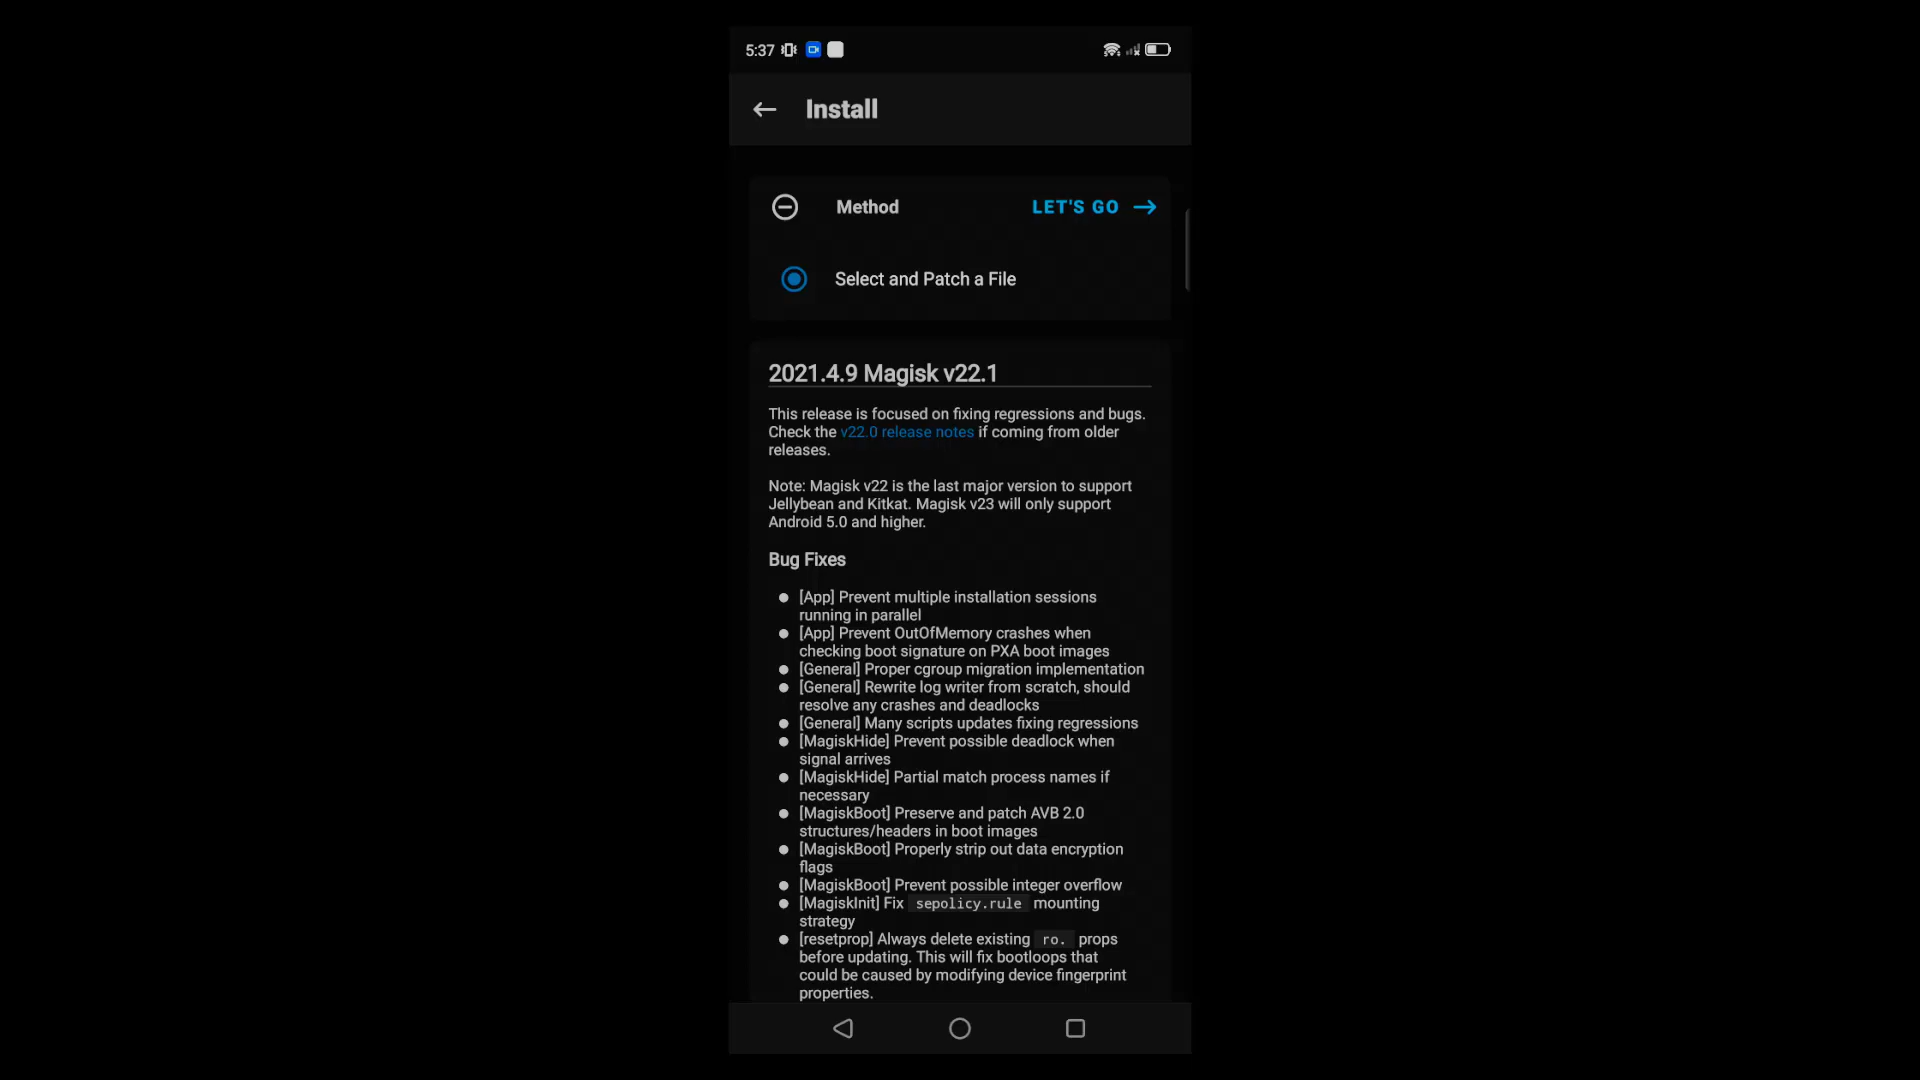 5:37
Install
Method LET'S GO
Select and Patch a File
2021.4.9 Magisk v22.1
This release is focused on fixing regressions and bugs.
Check the v22.0 release notes if coming from older
releases.
Note: Magisk v22 is the last major version to support
Jellybean and Kitkat. Magisk v23 will only support
Android 5.0 and higher.
Bug Fixes
[App] Prevent multiple installation sessions
running in parallel
[App] Prevent OutOfMemory crashes when
checking boot signature on PXA boot images
[General] Proper cgroup migration implementation
[General] Rewrite log writer from scratch, should
resolve any crashes and deadlocks
[General] Many scripts updates fixing regressions
[MagiskHide] Prevent possible deadlock when
signal arrives
[MagiskHide] Partial match process names if
necessary
[MagiskBoot] Preserve and patch AVB 2.0
structures/headers in boot images
[MagiskBoot] Properly strip out data encryption
flags
[MagiskBoot] Prevent possible integer overflow
[MagiskInit] Fix sepolicy.rule mounting
strategy
[resetprop] Always delete existing ro. props
before updating. This will fix bootloops that
could be caused by modifying device fingerprint
properties.